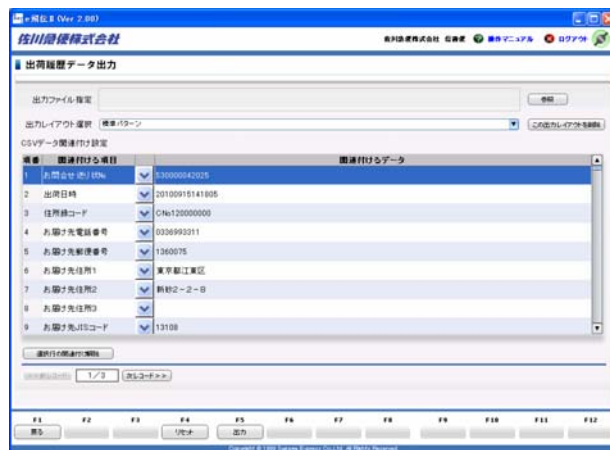 e飛伝Ⅱ (Ver 2.00)
佐川急便株式会社
佐川急便株式会社 操作マニュアル ログアウト
出荷履歴データ出力
出力ファイル指定 参照
出力レイアウト選択 標準パターン この出力レイアウトを削除
CSVデータ関連付け設定
項番 関連付ける項目 関連付けるデータ
1 お問合せ送り状No. 530000042025
2 出荷日時 20100915141805
3 住所録コード CNo120000000
4 お届け先電話番号 0336993311
5 お届け先郵便番号 1360075
6 お届け先住所1 東京都江東区
7 お届け先住所2 新砂2-2-8
8 お届け先住所3
9 お届け先JISコード 13108
選択行の関連付け解除
1/3 次レコード>>
F1 F2 F3 F4 F5 F6 F7 F8 F9 F10 F11 F12
戻る リセット 出力